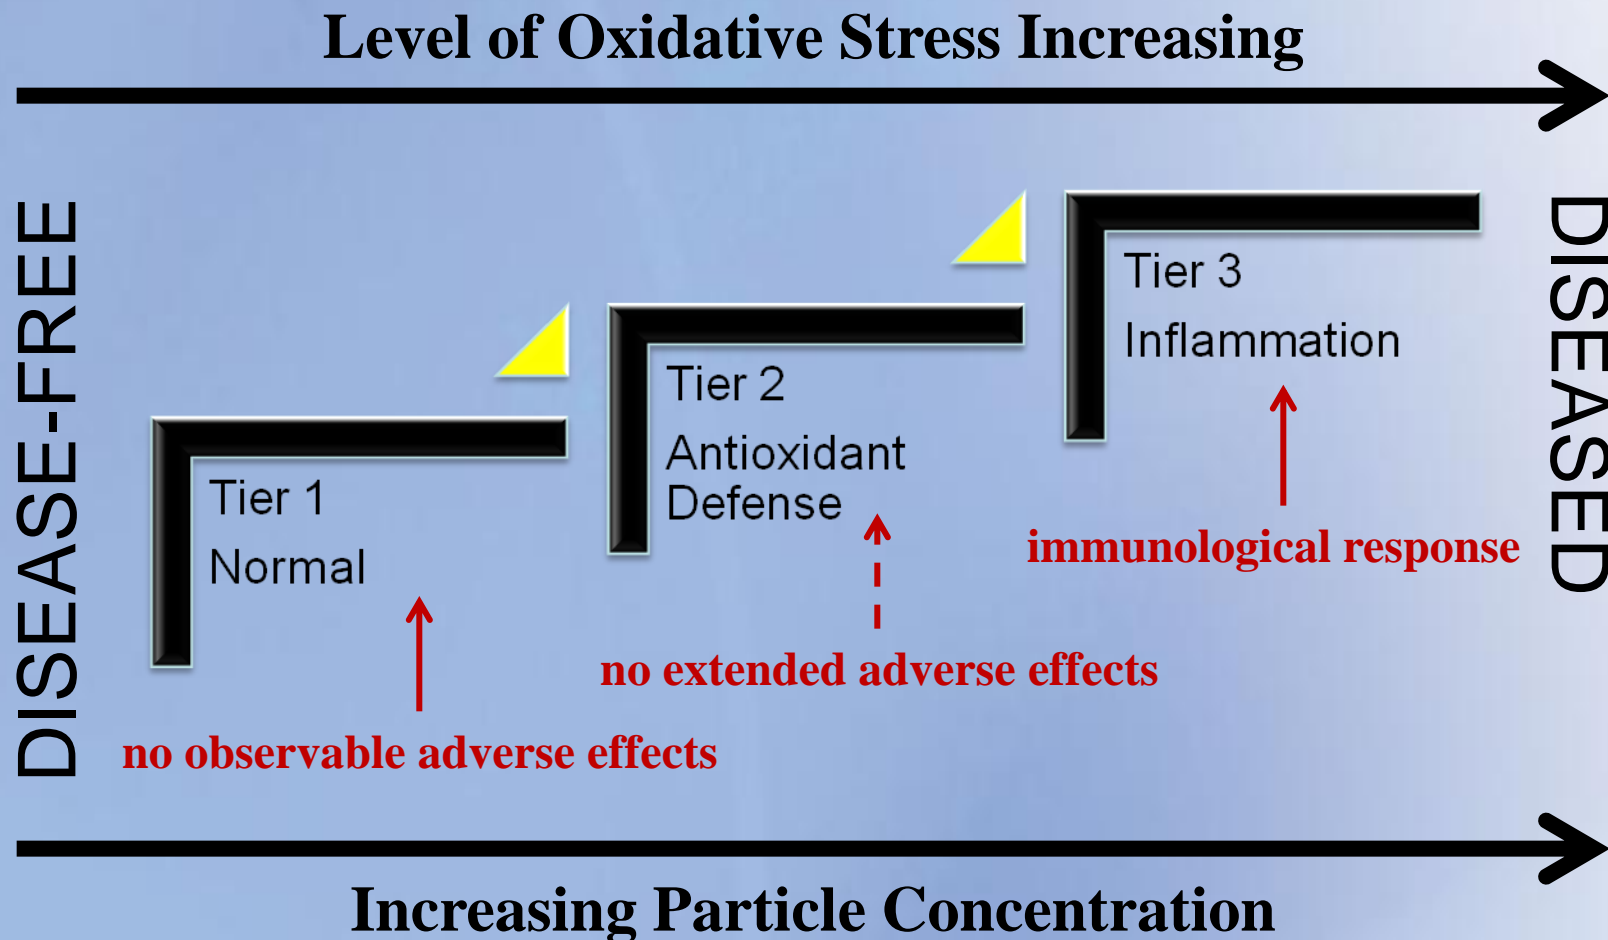 Level of Oxidative Stress Increasing
DISEASE-FREE
Tier 1
Normal
no observable adverse effects
Tier 2
Antioxidant
Defense
no extended adverse effects
Tier 3
Inflammation
immunological response
DISEASED
Increasing Particle Concentration